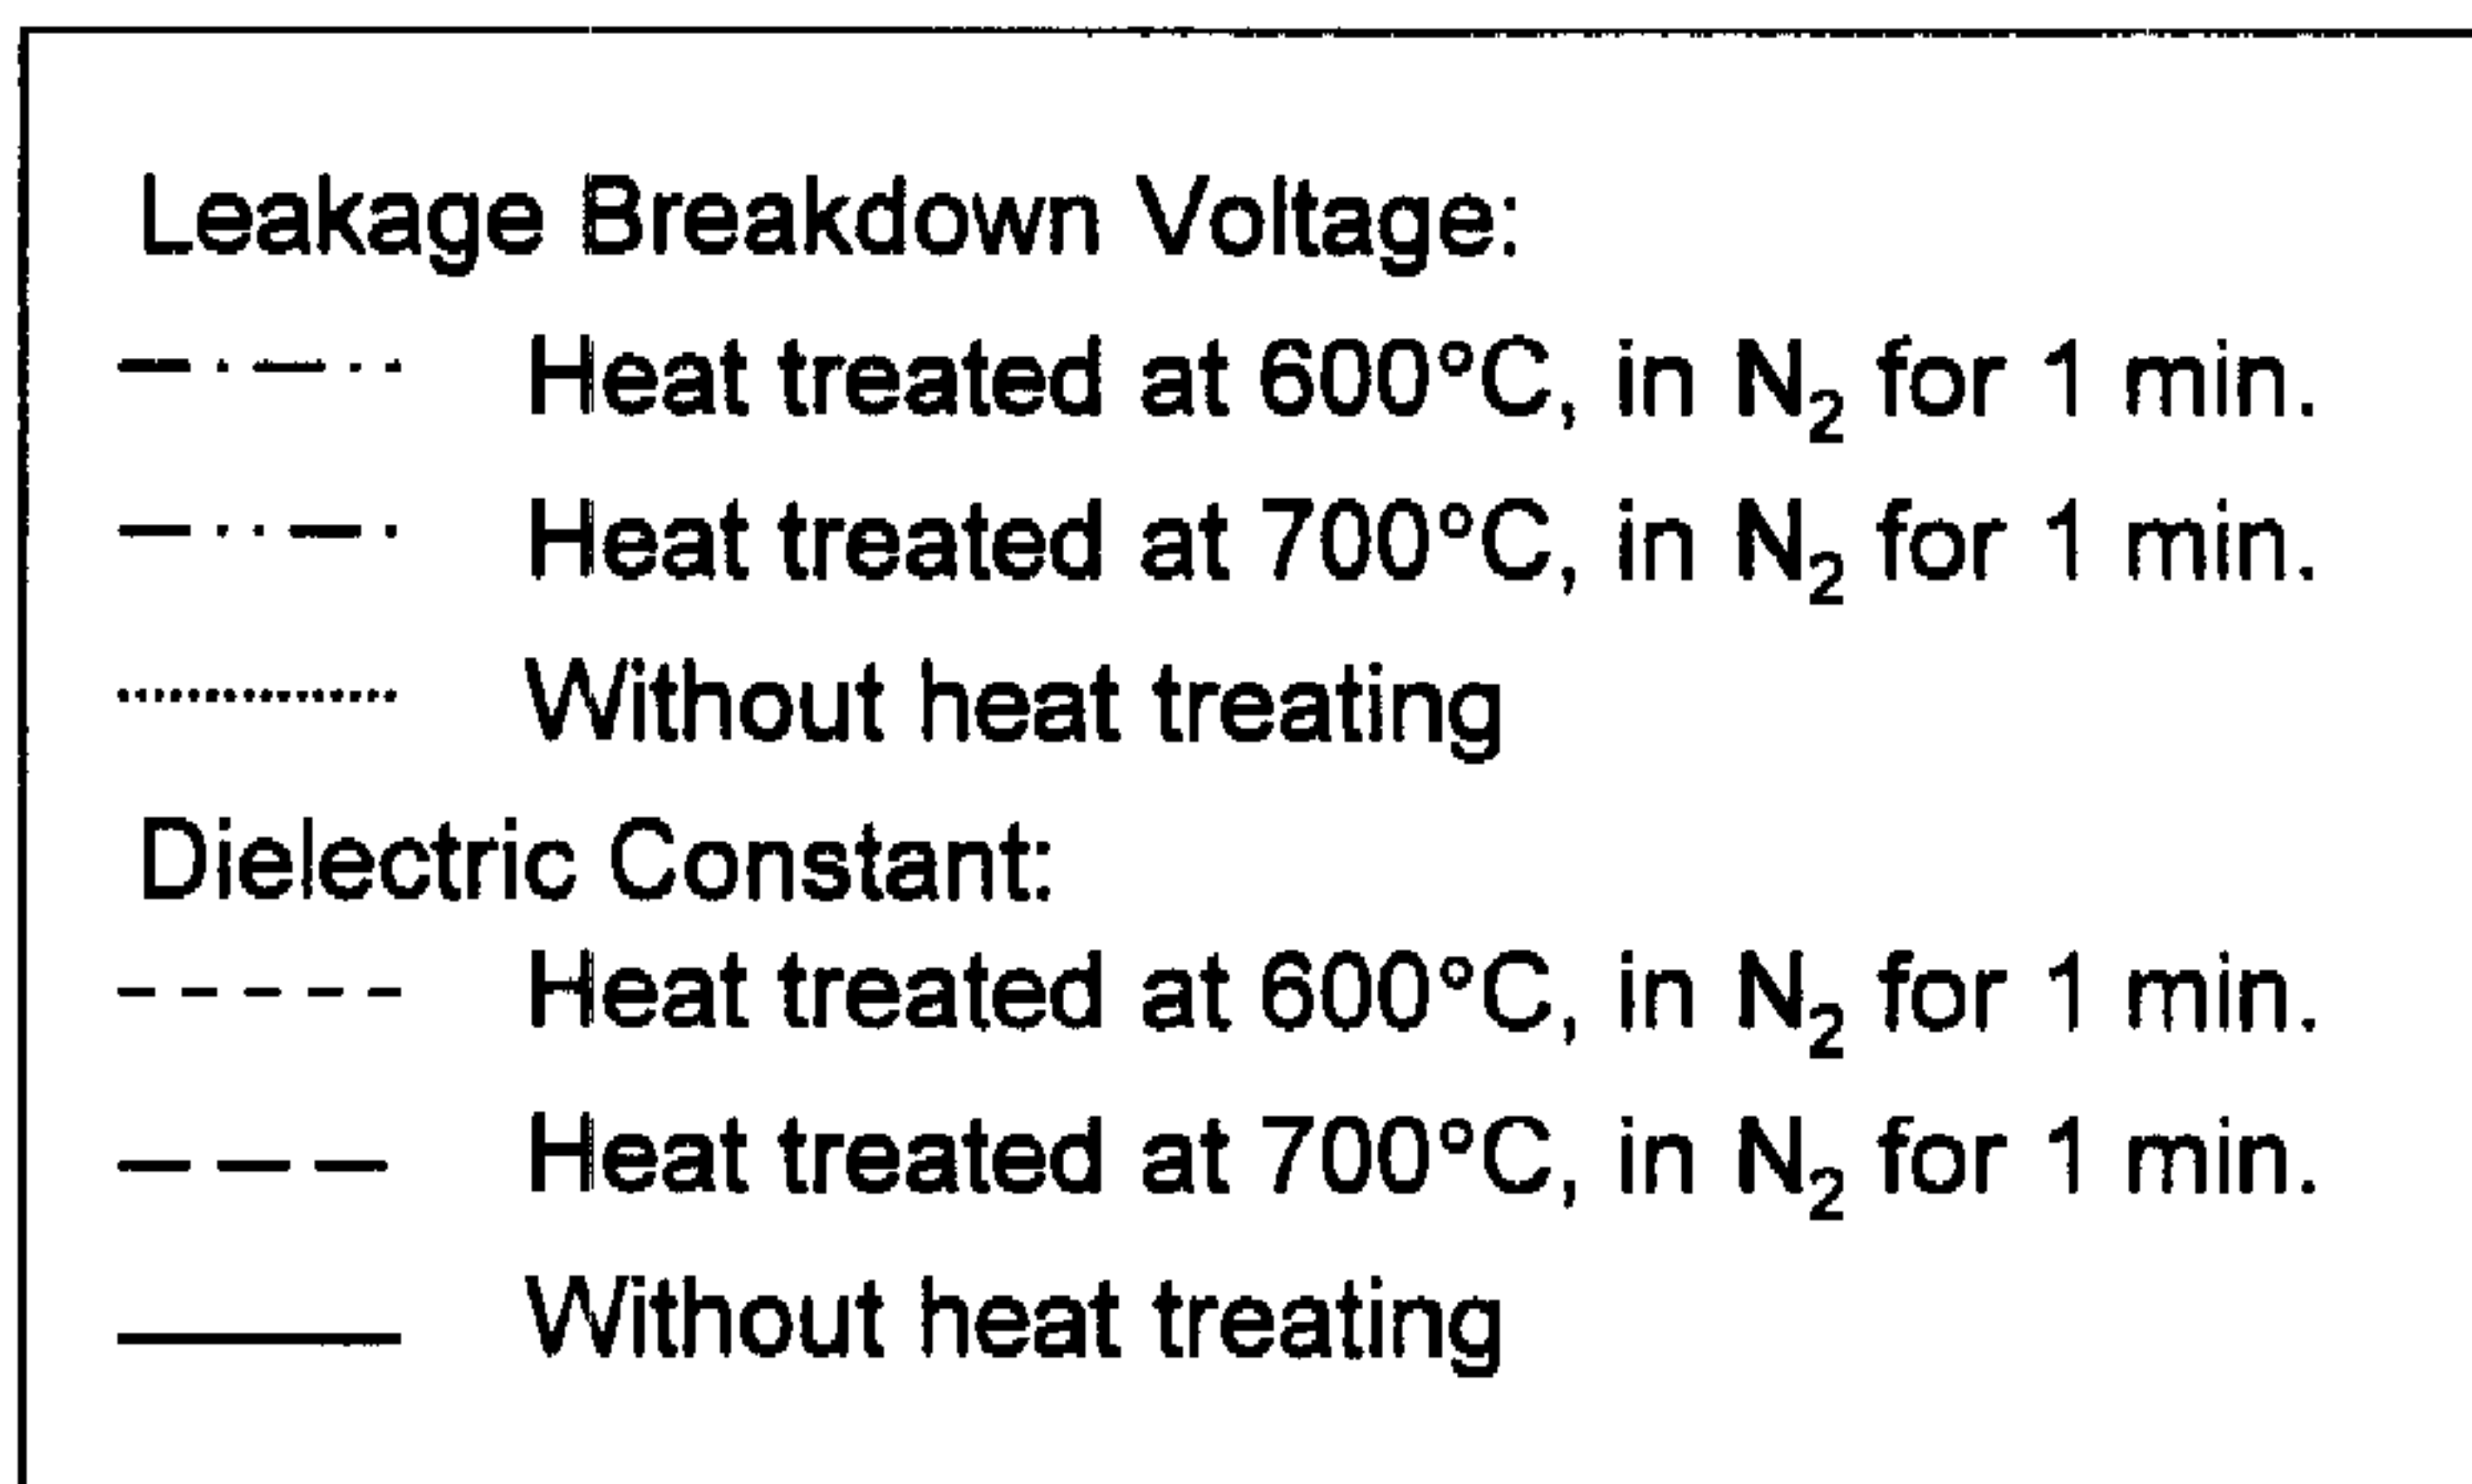 Leakage Breakdown Voltage:
Heat treated at 600°C, in N₂ for 1 min.
Heat treated at 700°C, in N₂ for 1 min.
Without heat treating
Dielectric Constant:
Heat treated at 600°C, in N₂ for 1 min.
Heat treated at 700°C, in N₂ for 1 min.
Without heat treating